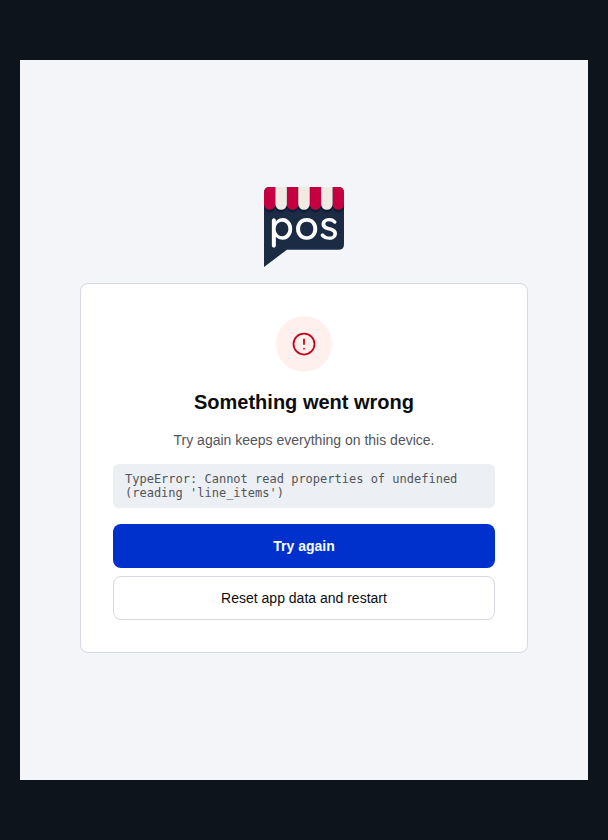 pos
Something went wrong
Try again keeps everything on this device.
TypeError: Cannot read properties of undefined
(reading 'line_items')
Try again
Reset app data and restart